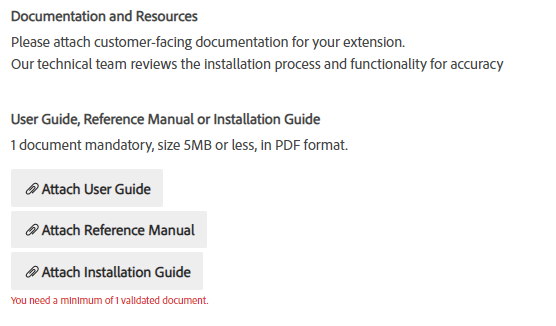 Documentation and Resources
Please attach customer-facing documentation for your extension.
Our technical team reviews the installation process and functionality for accuracy
User Guide, Reference Manual or Installation Guide
1 document mandatory, size 5MB or less, in PDF format.
Attach User Guide
Attach Reference Manual
Attach Installation Guide
You need a minimum of 1 validated document.